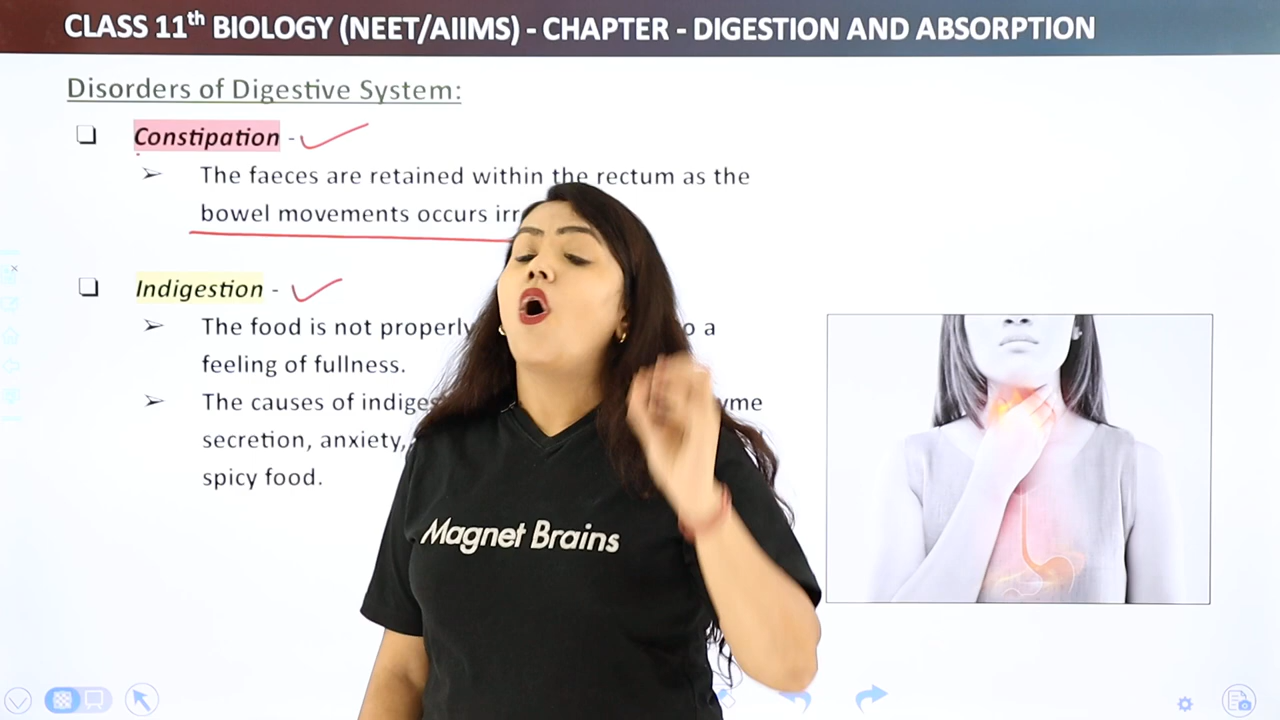 CLASS 11th BIOLOGY (NEET/AIIMS) - CHAPTER - DIGESTION AND ABSORPTION
Disorders of Digestive System:
Constipation -
The faeces are retained within the rectum as the
bowel movements occurs
Indigestion -
The food is not properly a
feeling of fullness.
The causes of
secretion, anxiety,
spicy food.
Magnet Brains